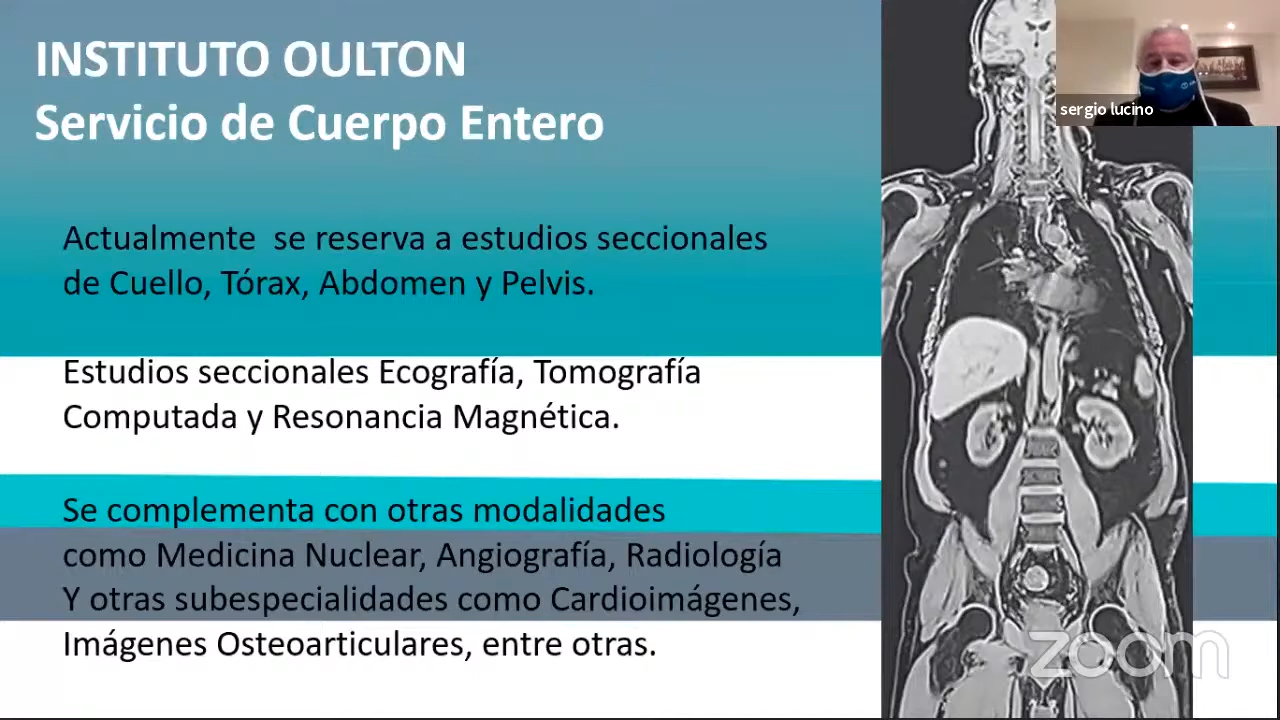 INSTITUTO OULTON
Servicio de Cuerpo Entero
sergio lucino
Actualmente se reserva a estudios seccionales
de Cuello, Tórax, Abdomen y Pelvis.
Estudios seccionales Ecografía, Tomografía
Computada y Resonancia Magnética.
Se complementa con otras modalidades
como Medicina Nuclear, Angiografía, Radiología
Y otras subespecialidades como Cardioimágenes,
Imágenes Osteoarticulares, entre otras.
zoom